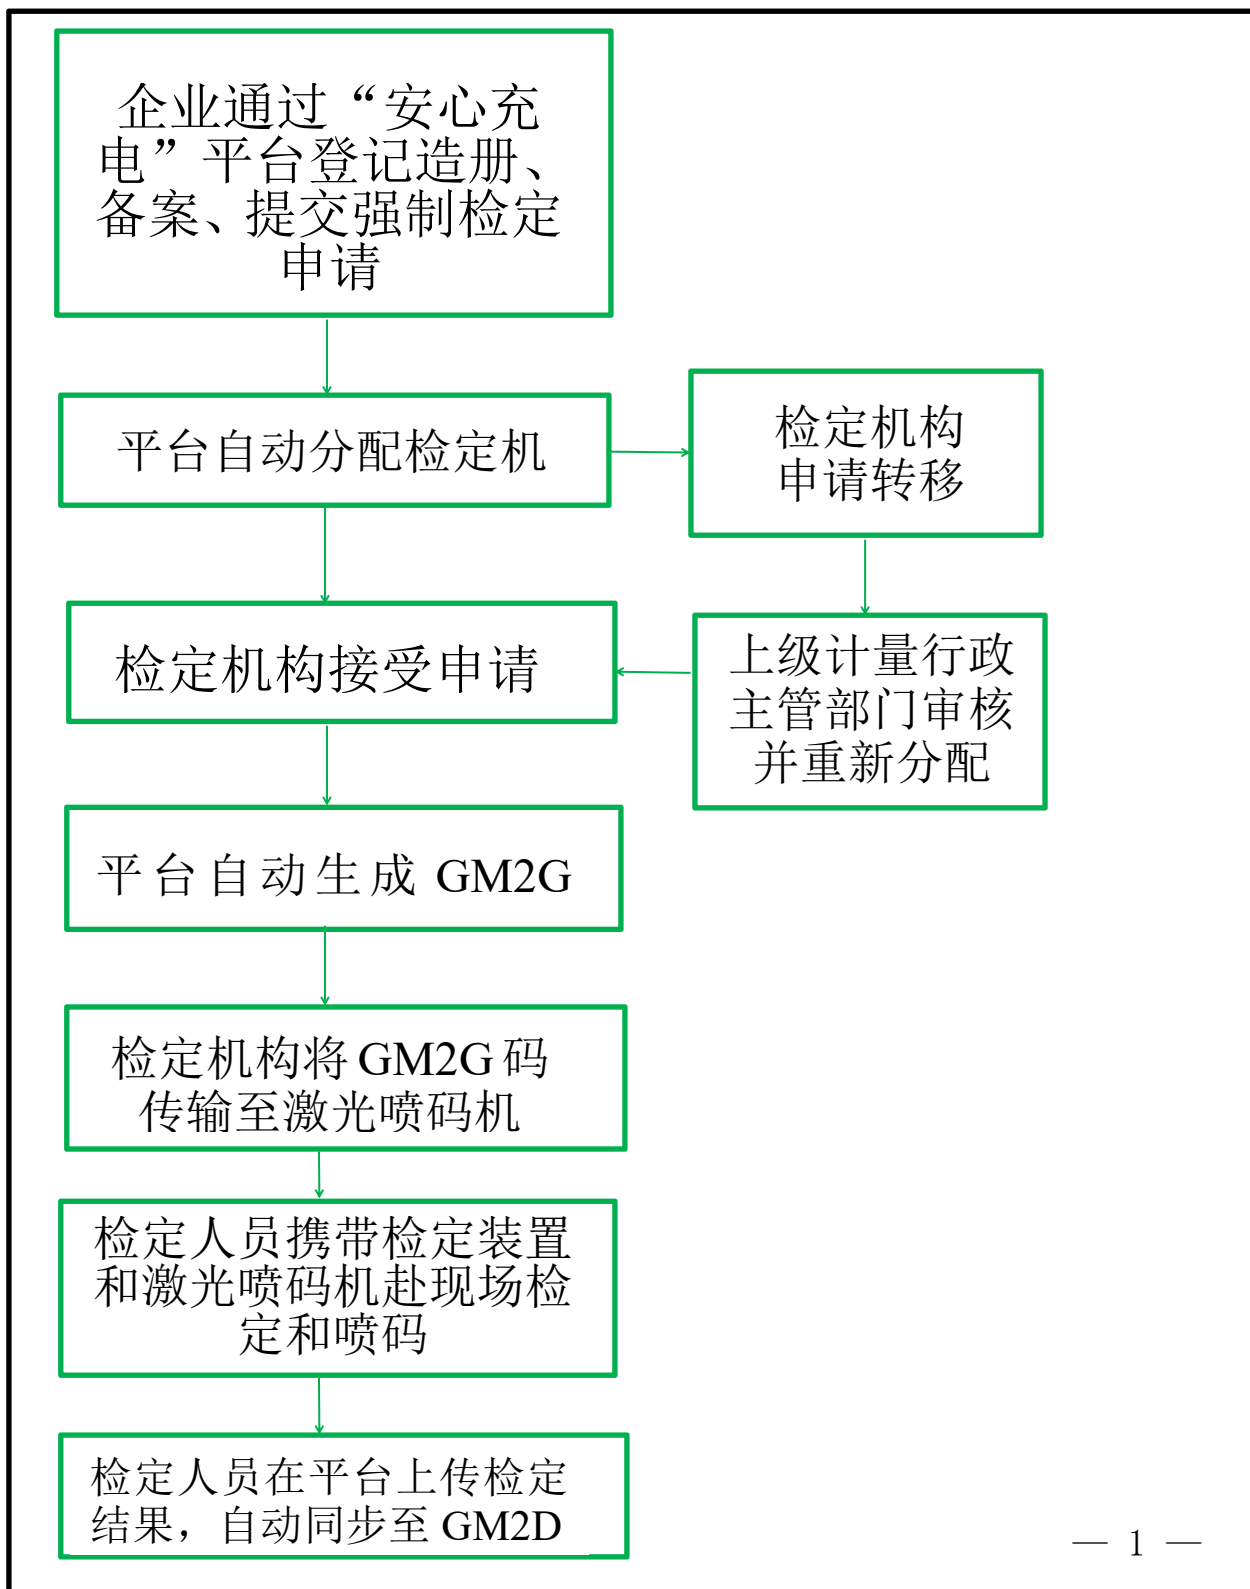 企业通过“安心充
电”平台登记造册、
备案、提交强制检定
申请
平台自动分配检定机
检定机构
申请转移
检定机构接受申请
上级计量行政
主管部门审核
并重新分配
平台自动生成 GM2G
检定机构将 GM2G 码
传输至激光喷码机
检定人员携带检定装置
和激光喷码机赴现场检
定和喷码
检定人员在平台上传检定
结果，自动同步至 GM2D
— 1 —